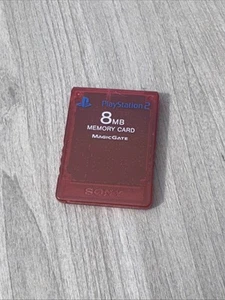 PlayStation 2
8MB
MEMORY CARD
MAGICGATE
SONY